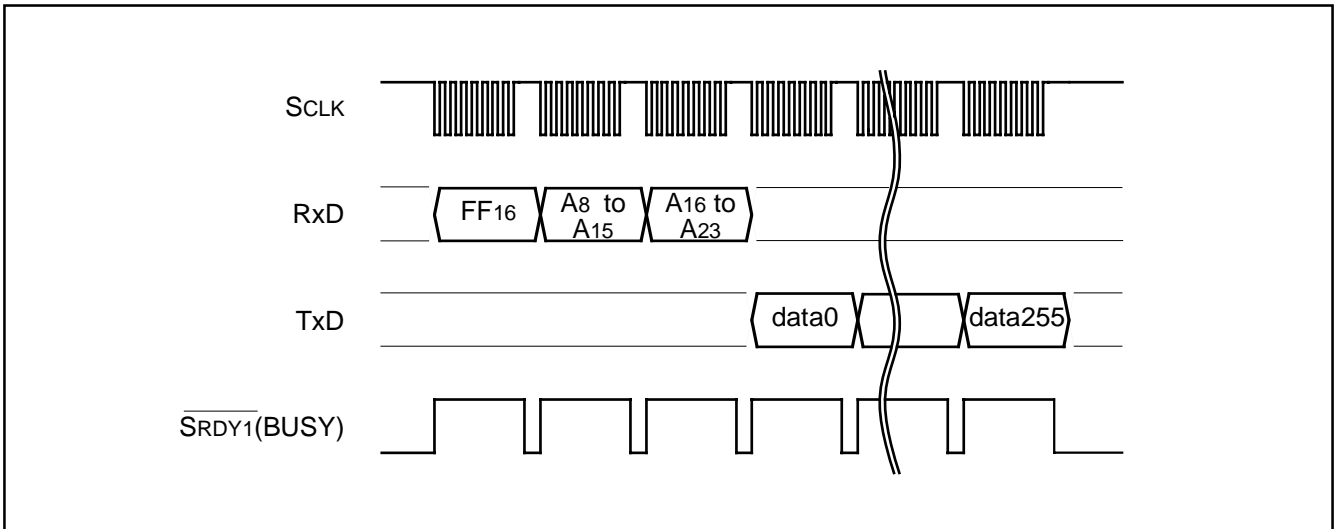 SCLK
RxD
FF16
A8 to
A15
A16 to
A23
TxD
data0
data255
SRDY1(BUSY)